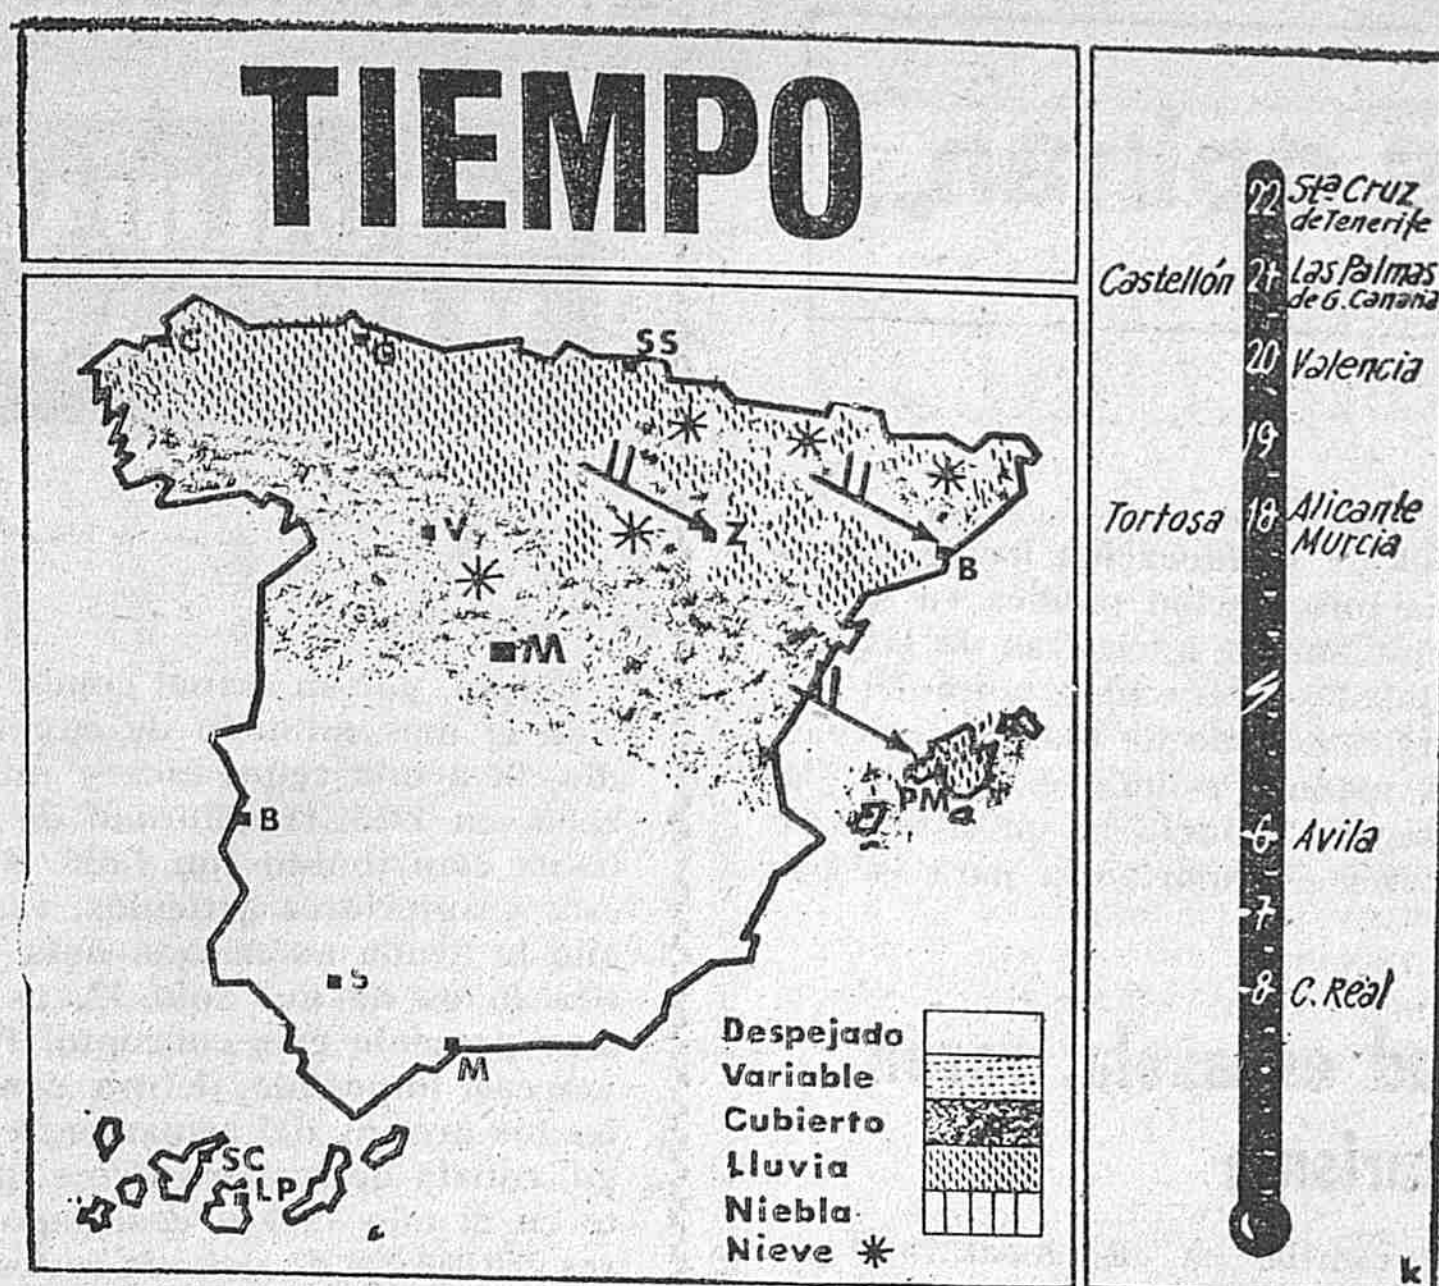 TIEMPO
C
G
SS
V
Z
B
M
PM
B
S
M
SC
LP
Despejado
Variable
Cubierto
Lluvia
Niebla
Nieve
22 Sta Cruz
de Tenerife
Castellón 21 Las Palmas
de G. Canaria
20 Valencia
19
Tortosa 18 Alicante
Murcia
-6 Avila
-7
-8 C. Real
k